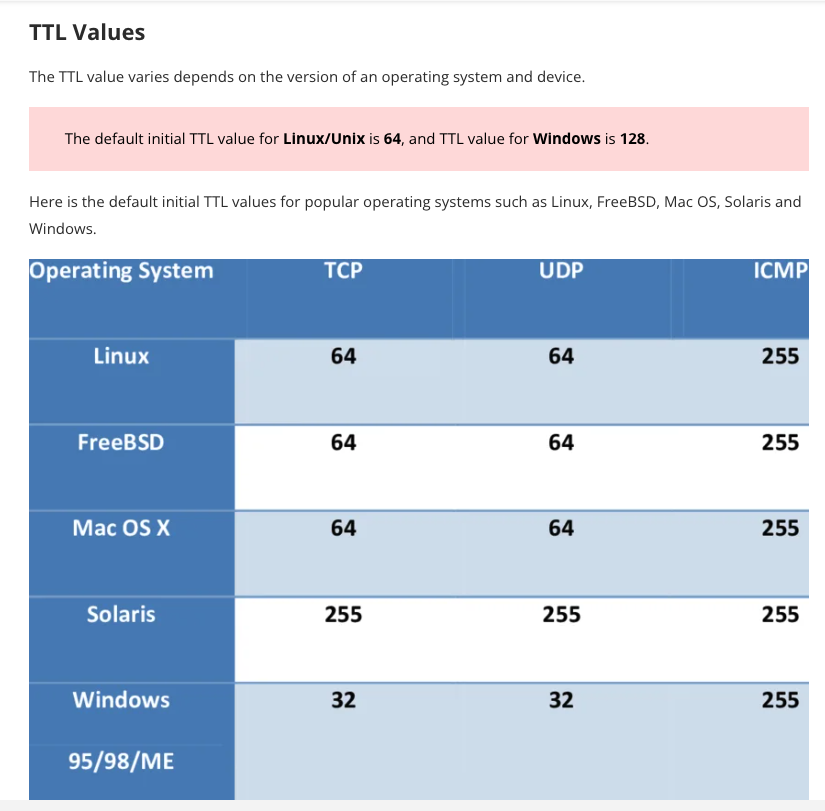 TTL Values
The TTL value varies depends on the version of an operating system and device.
The default initial TTL value for Linux/Unix is 64, and TTL value for Windows is 128.
Here is the default initial TTL values for popular operating systems such as Linux, FreeBSD, Mac OS, Solaris and
Windows.
Operating System TCP UDP ICMP
Linux 64 64 255
FreeBSD 64 64 255
Mac OS X 64 64 255
Solaris 255 255 255
Windows 32 32 255
95/98/ME